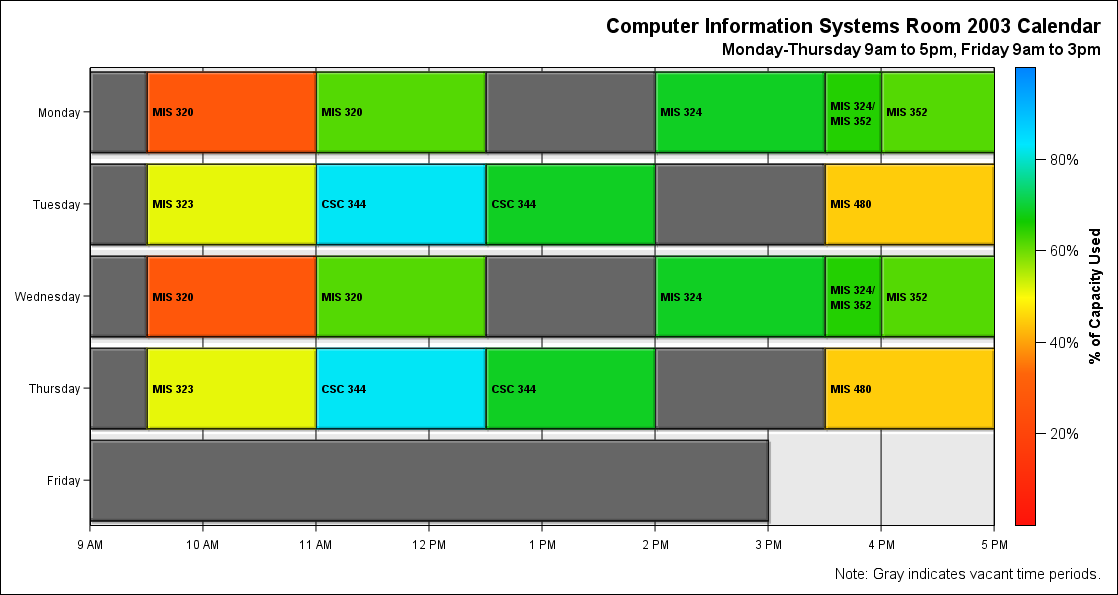 Computer Information Systems Room 2003 Calendar
Monday-Thursday 9am to 5pm, Friday 9am to 3pm
Monday
MIS 320
MIS 320
MIS 324
MIS 324/
MIS 352
MIS 352
Tuesday
MIS 323
CSC 344
CSC 344
MIS 480
Wednesday
MIS 320
MIS 320
MIS 324
MIS 324/
MIS 352
MIS 352
Thursday
MIS 323
CSC 344
CSC 344
MIS 480
Friday
9 AM
10 AM
11 AM
12 PM
1 PM
2 PM
3 PM
4 PM
5 PM
80%
60%
40%
20%
% of Capacity Used
Note: Gray indicates vacant time periods.